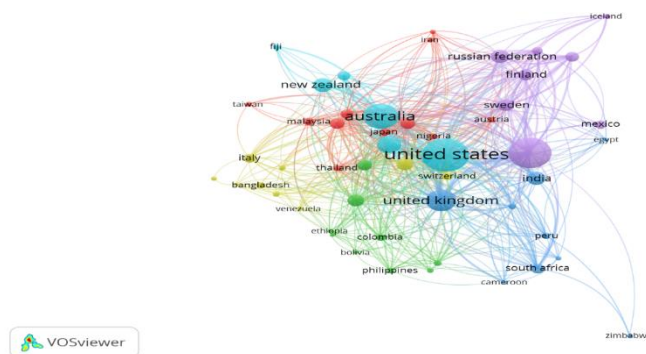 iceland
iran
fiji
russian federation
finland
new zealand
sweden
taiwan
malaysia
australia
austria
mexico
japan
nigeria
egypt
italy
united states
thailand
switzerland
india
bangladesh
united kingdom
venezuela
ethiopia
colombia
peru
bolivia
philippines
south africa
cameroon
zimbabw
VOSviewer